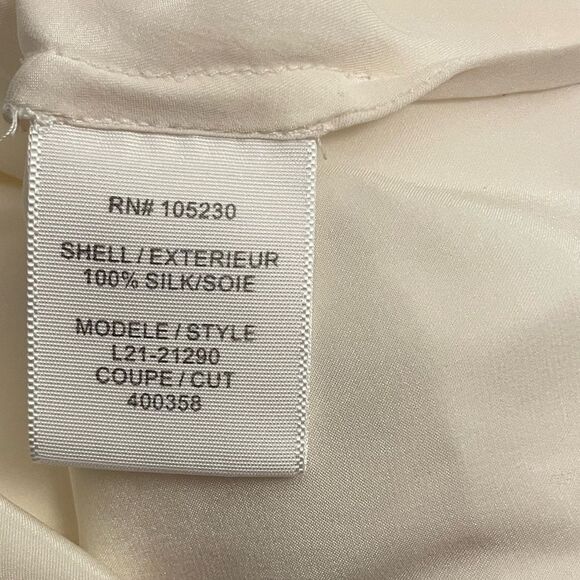 RN# 105230
SHELL / EXTERIEUR
100% SILK/SOIE
MODELE / STYLE
L21-21290
COUPE / CUT
400358